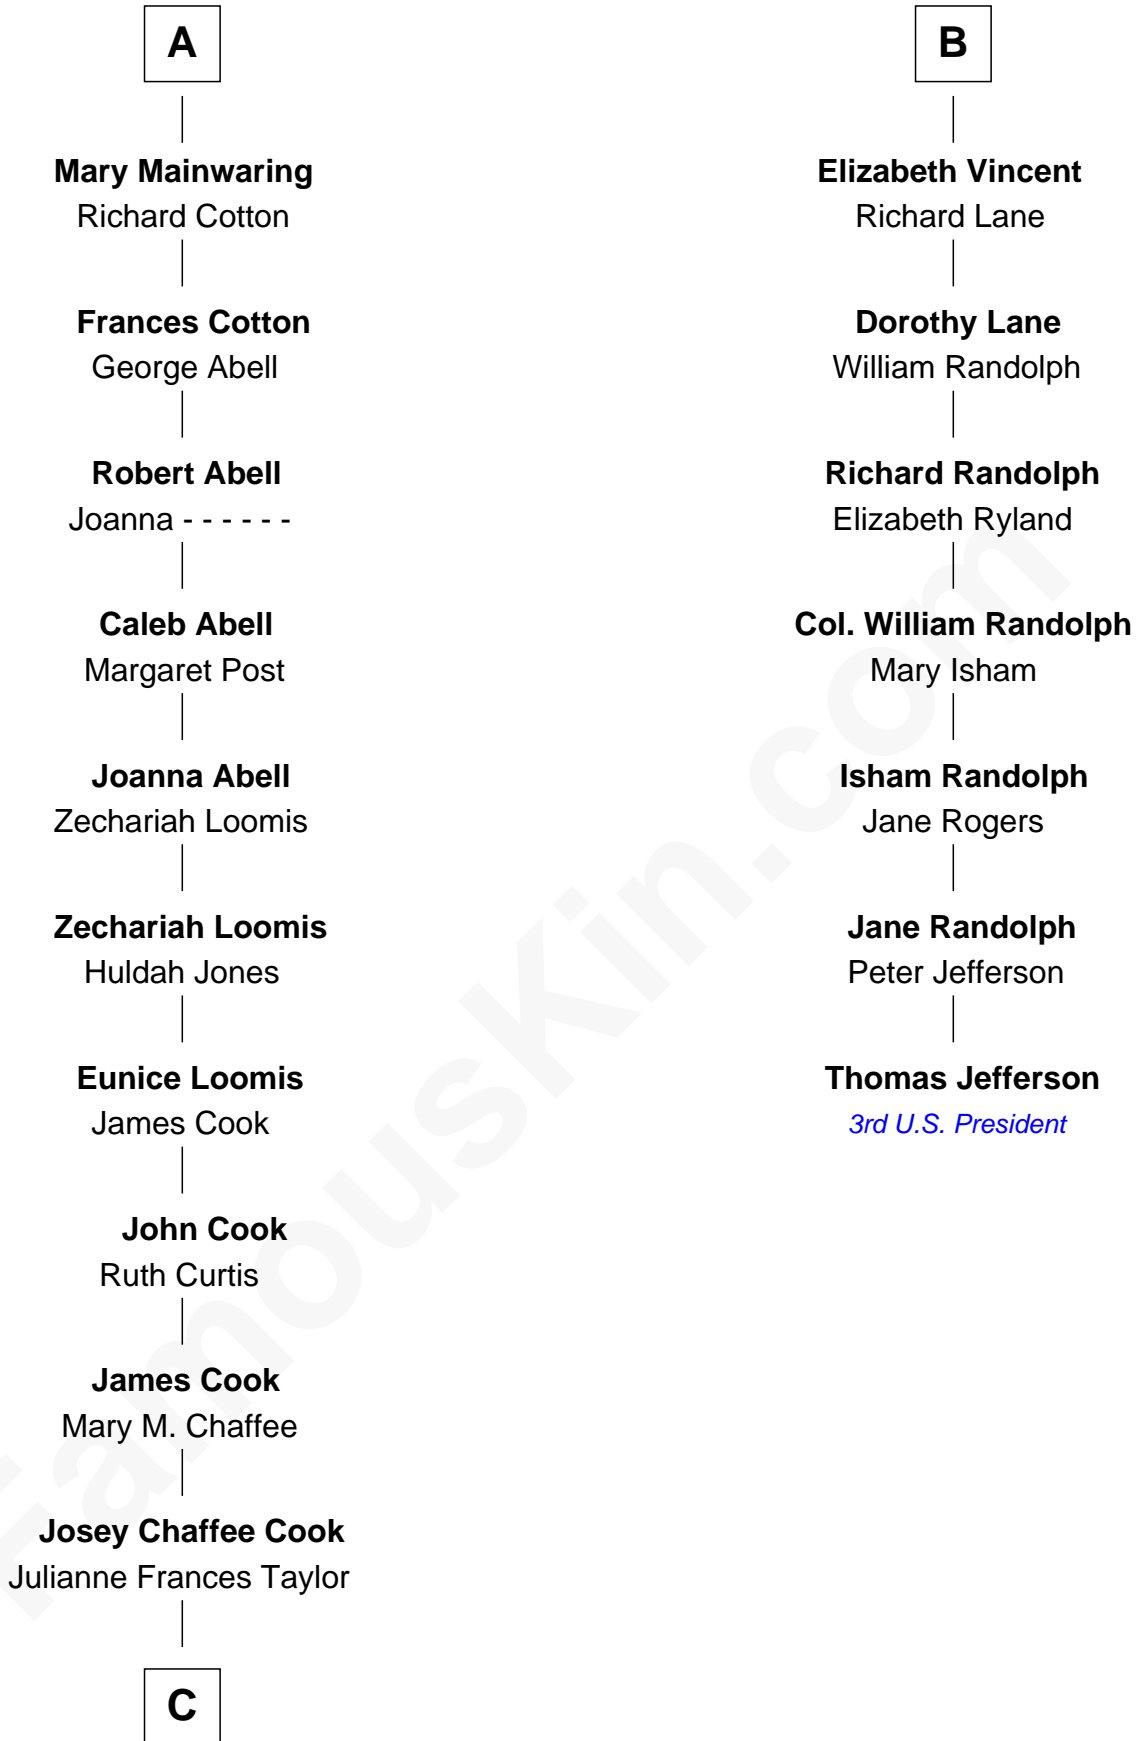 A
Mary Mainwaring
Richard Cotton
Frances Cotton
George Abell
Robert Abell
Joanna - - - - - -
Caleb Abell
Margaret Post
Joanna Abell
Zechariah Loomis
Zechariah Loomis
Huldah Jones
Eunice Loomis
James Cook
John Cook
Ruth Curtis
James Cook
Mary M. Chaffee
Josey Chaffee Cook
Julianne Frances Taylor
C
B
Elizabeth Vincent
Richard Lane
Dorothy Lane
William Randolph
Richard Randolph
Elizabeth Ryland
Col. William Randolph
Mary Isham
Isham Randolph
Jane Rogers
Jane Randolph
Peter Jefferson
Thomas Jefferson
3rd U.S. President
FamousKin.com